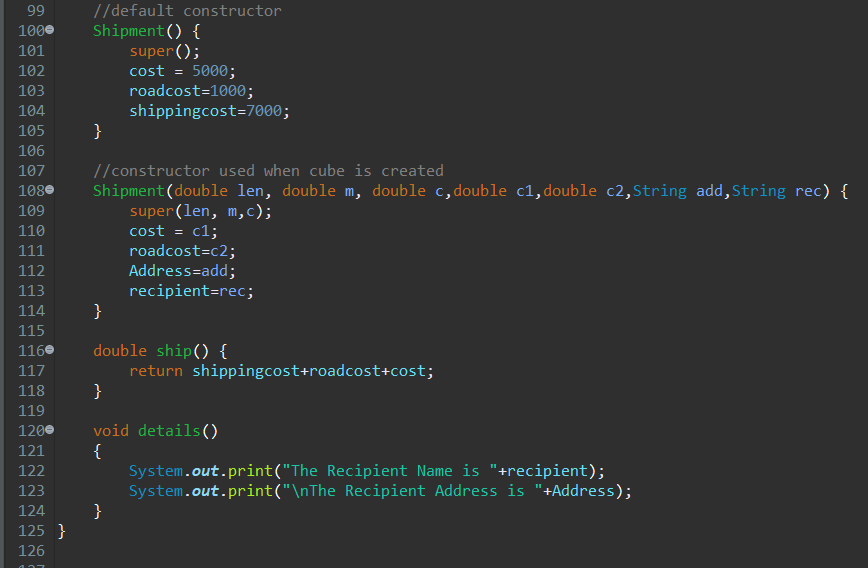 99 //default constructor
100 Shipment() {
101 super();
102 cost = 5000;
103 roadcost=1000;
104 shippingcost=7000;
105 }
106
107 //constructor used when cube is created
108 Shipment(double len, double m, double c,double c1,double c2,String add,String rec) {
109 super(len, m,c);
110 cost = c1;
111 roadcost=c2;
112 Address=add;
113 recipient=rec;
114 }
115
116 double ship() {
117 return shippingcost+roadcost+cost;
118 }
119
120 void details()
121 {
122 System.out.print("The Recipient Name is "+recipient);
123 System.out.print("\nThe Recipient Address is "+Address);
124 }
125 }
126